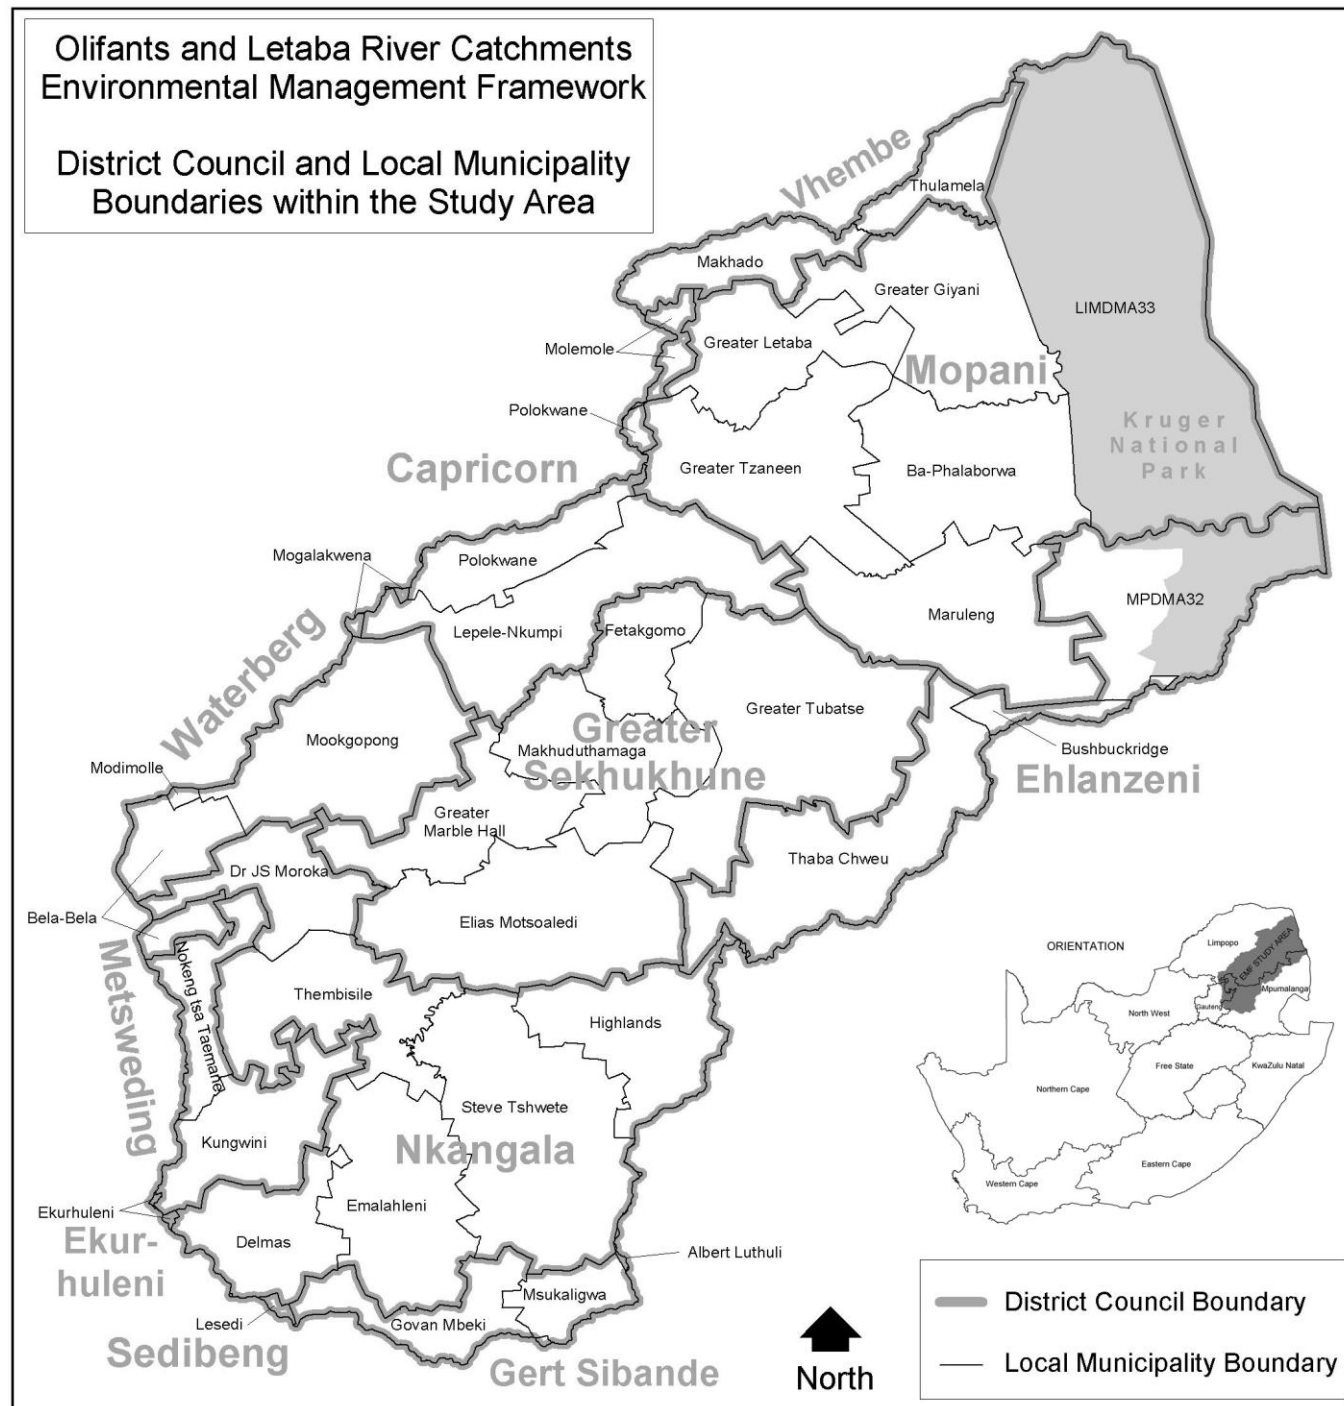 Olifants and Letaba River Catchments
Environmental Management Framework
District Council and Local Municipality
Boundaries within the Study Area
Vhembe
Thulamela
Makhado
Greater Giyani
LIMDMA33
Molemole
Greater Letaba
Mopani
Polokwane
Kruger
National
Park
Capricorn
Greater Tzaneen
Ba-Phalaborwa
Mogalakwena
Polokwane
MPDMA32
Maruleng
Lepele-Nkumpi
Fetakgomo
Waterberg
Greater Tubatse
Mookgopong
Greater
Sekhukhune
Makhuduthamaga
Bushbuckridge
Modimolle
Ehlanzeni
Greater
Marble Hall
Thaba Chweu
Dr JS Moroka
Bela-Bela
Elias Motsoaledi
Metsweding
Nokeng tsa Taemane
Thembisile
Highlands
Steve Tshwete
Kungwini
Nkangala
Emalahleni
Ekurhuleni
Ekur-
huleni
Delmas
Albert Luthuli
Msukaligwa
Lesedi
Govan Mbeki
Sedibeng
Gert Sibande
ORIENTATION
Limpopo
EMF STUDY AREA
Mpumalanga
Gauteng
North West
Free State
KwaZulu Natal
Northern Cape
Eastern Cape
Western Cape
North
District Council Boundary
Local Municipality Boundary